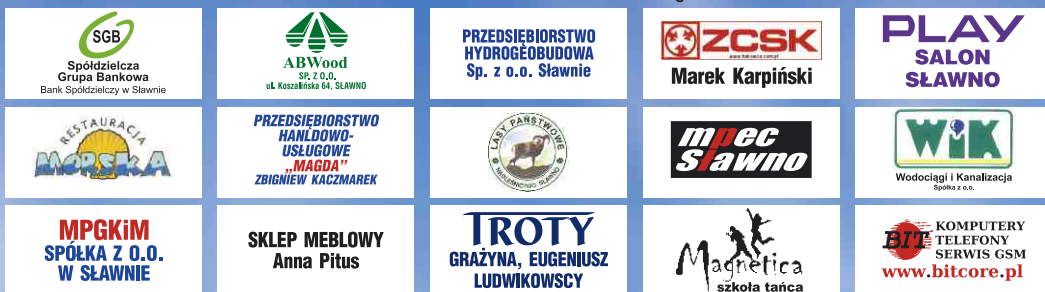 SGB
Spółdzielcza
Grupa Bankowa
Bank Spółdzielczy w Sławnie
ABWood
SP. Z O.O.
ul. Koszalińska 64, SŁAWNO
PRZEDSIĘBIORSTWO
HYDROGEOBUDOWA
Sp. z o.o. Sławnie
ZCSK
Marek Karpiński
PLAY
SALON
SŁAWNO
RESTAURACJA
MORSKA
PRZEDSIĘBIORSTWO
HANLDOWO-
USŁUGOWE
„MAGDA”
ZBIGNIEW KACZMAREK
LASY PAŃSTWOWE
NADLEŚNICTWO SŁAWNO
mpec
Sławno
WiK
Wodociągi i Kanalizacja
Spółka z o.o.
MPGKiM
SPÓŁKA Z O.O.
W SŁAWNIE
SKLEP MEBLOWY
Anna Pitus
TROTY
GRAŻYNA, EUGENIUSZ
LUDWIKOWSCY
Magnetica
szkoła tańca
BIT
KOMPUTERY
TELEFONY
SERWIS GSM
www.bitcore.pl